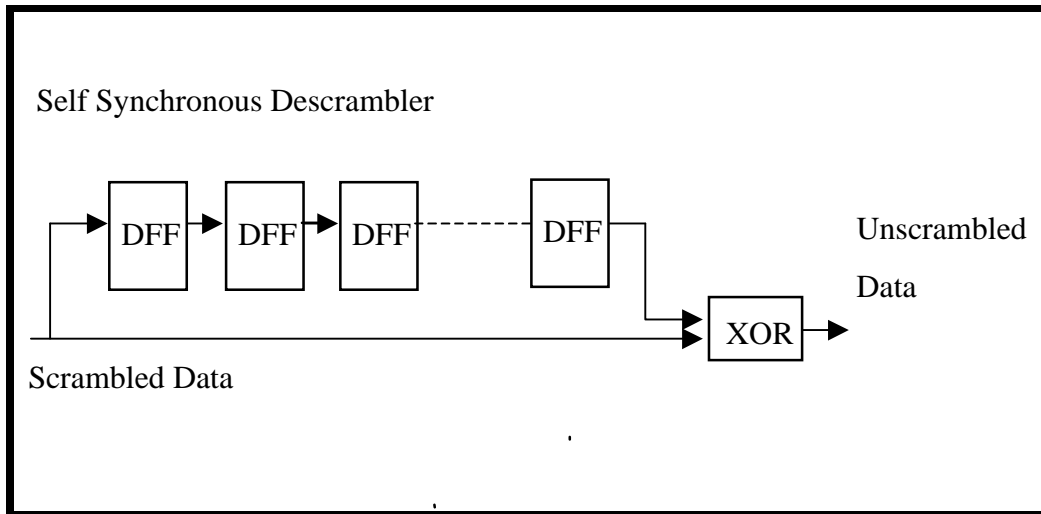 Self Synchronous Descrambler
DFF DFF DFF DFF
Unscrambled
Data
XOR
Scrambled Data